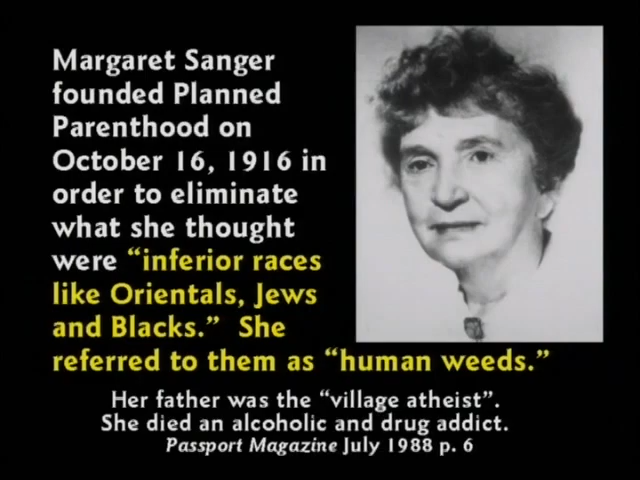 Margaret Sanger
founded Planned
Parenthood on
October 16, 1916 in
order to eliminate
what she thought
were “inferior races
like Orientals, Jews
and Blacks.” She
referred to them as “human weeds.”
Her father was the “village atheist”.
She died an alcoholic and drug addict.
Passport Magazine July 1988 p. 6